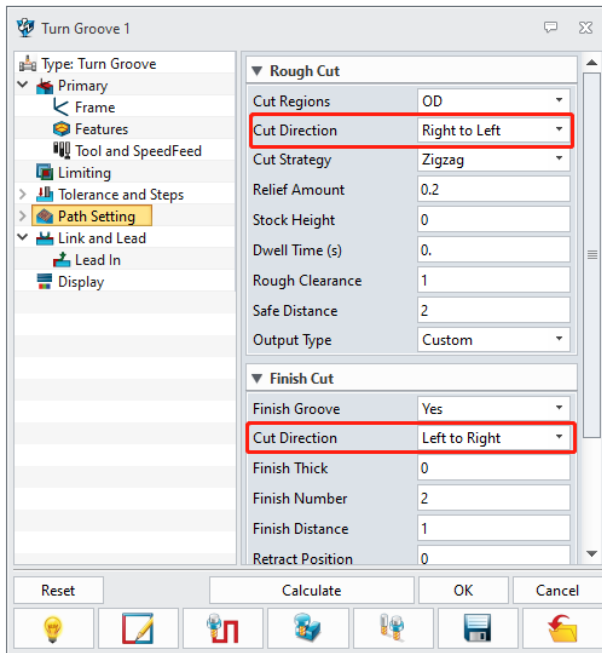 Turn Groove 1
Type: Turn Groove
Primary
Frame
Features
Tool and SpeedFeed
Limiting
Tolerance and Steps
Path Setting
Link and Lead
Lead In
Display
Rough Cut
Cut Regions OD
Cut Direction Right to Left
Cut Strategy Zigzag
Relief Amount 0.2
Stock Height 0
Dwell Time (s) 0.
Rough Clearance 1
Safe Distance 2
Output Type Custom
Finish Cut
Finish Groove Yes
Cut Direction Left to Right
Finish Thick 0
Finish Number 2
Finish Distance 1
Retract Position 0
Reset Calculate OK Cancel